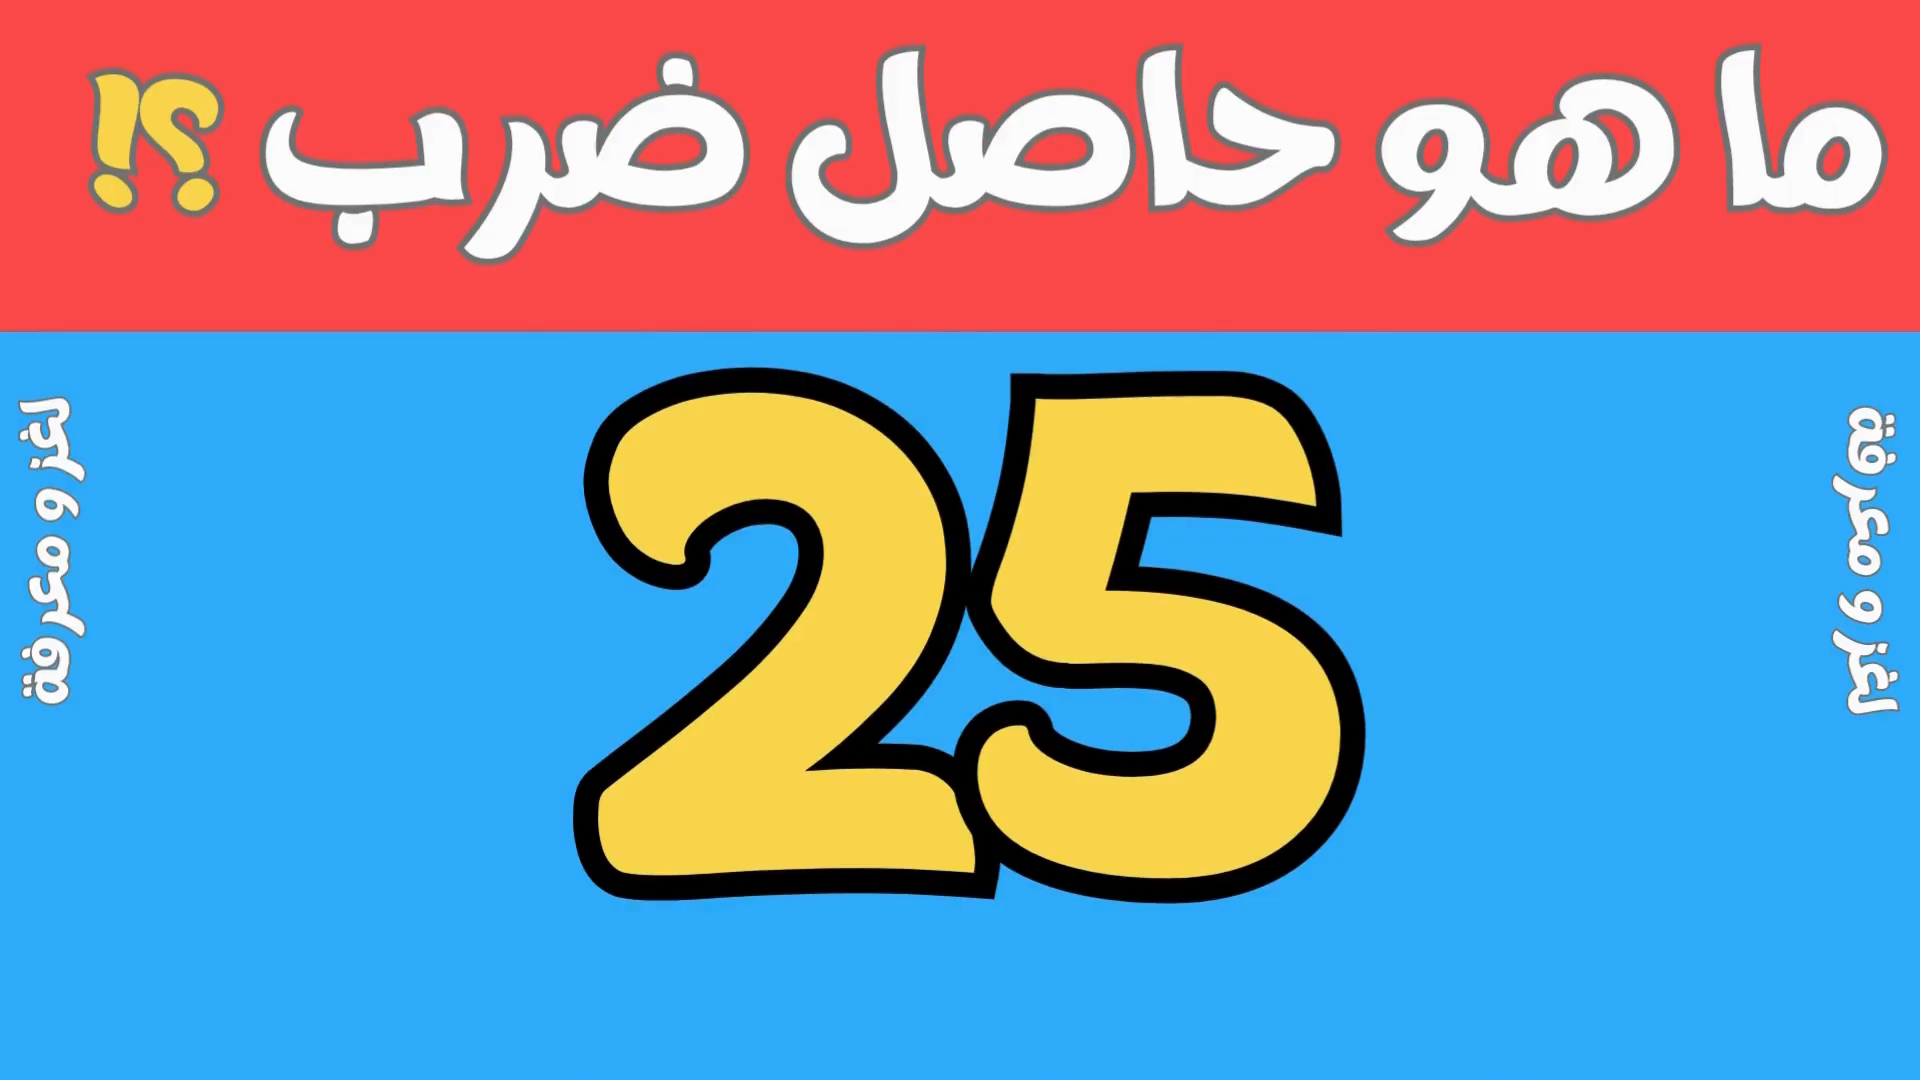 ما هو حاصل ضرب ؟!
25
لغز و معرفة
لغز و معرفة